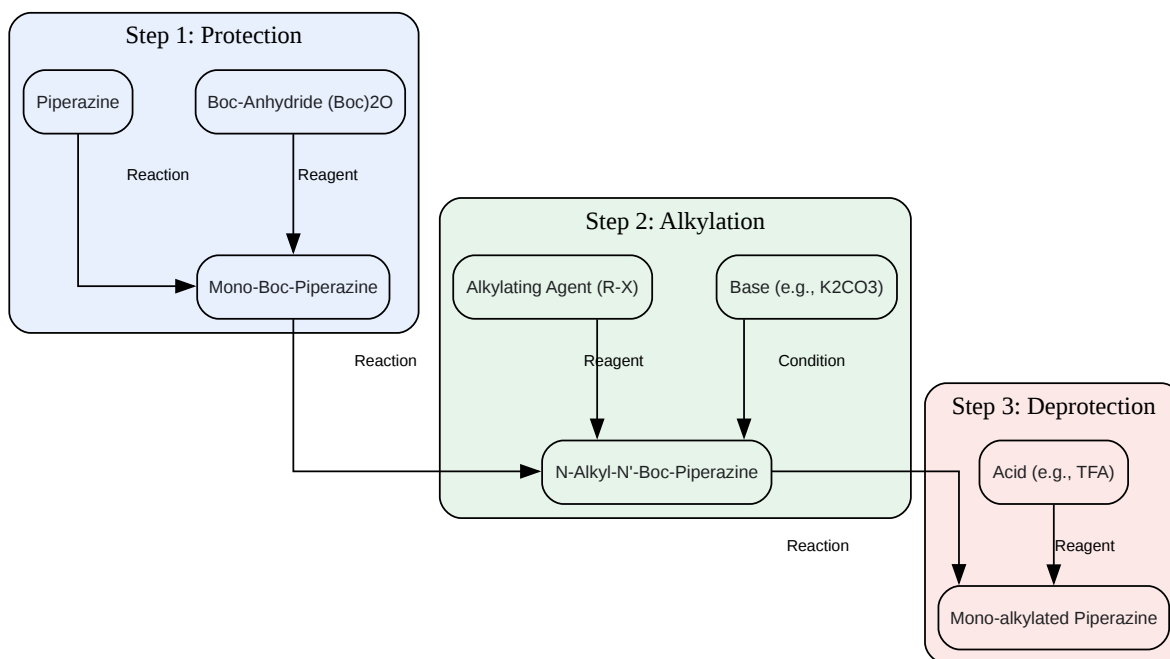 Step 1: Protection
Piperazine
Boc-Anhydride (Boc)2O
Reaction
Reagent
Mono-Boc-Piperazine
Reaction
Step 2: Alkylation
Alkylating Agent (R-X)
Base (e.g., K2CO3)
Reagent
Condition
N-Alkyl-N'-Boc-Piperazine
Reaction
Step 3: Deprotection
Acid (e.g., TFA)
Reagent
Mono-alkylated Piperazine